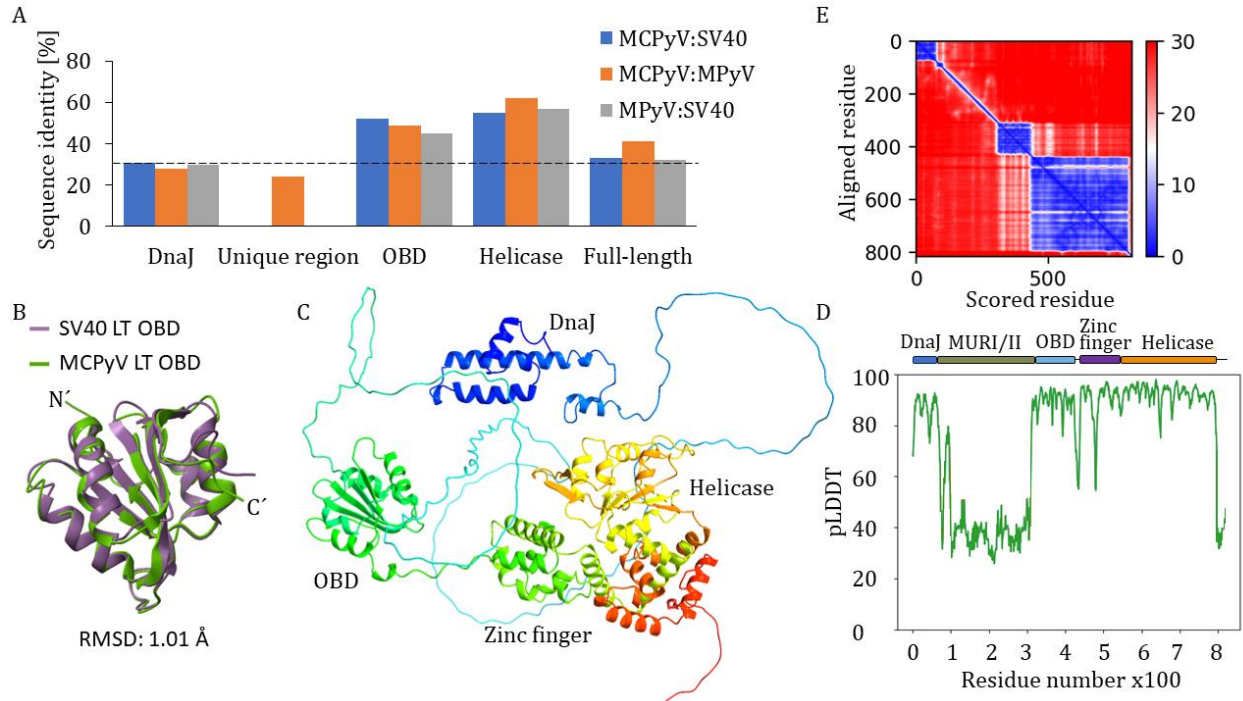 A
Sequence identity [%]
80
60
40
20
0
MCPyV:SV40
MCPyV:MPyV
MPyV:SV40
DnaJ
Unique region
OBD
Helicase
Full-length
B
SV40 LT OBD
MCPyV LT OBD
N´
C´
RMSD: 1.01 Å
C
DnaJ
Helicase
OBD
Zinc finger
E
Aligned residue
0
200
400
600
800
0
500
Scored residue
30
20
10
0
D
DnaJ
MURI/II
OBD
Zinc
finger
Helicase
pLDDT
100
80
60
40
20
0
0 1 2 3 4 5 6 7 8
Residue number x100